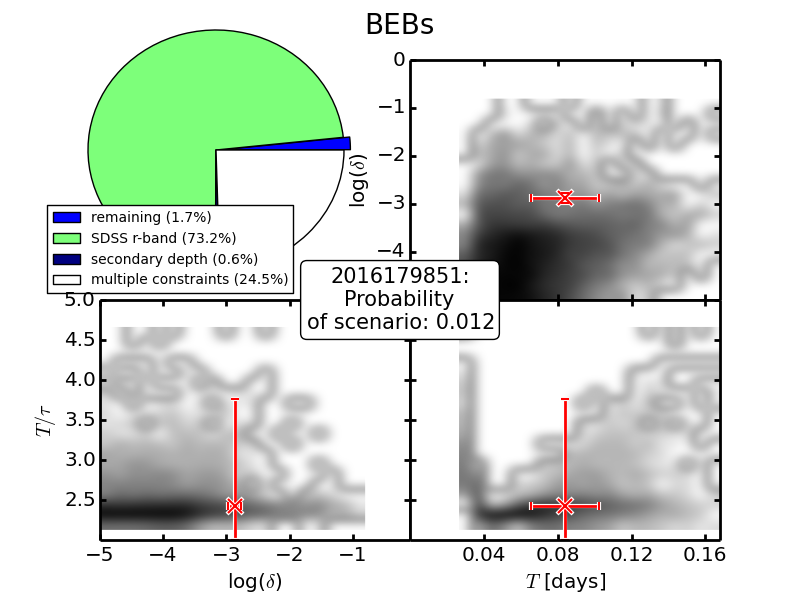 BEBs
remaining (1.7%)
SDSS r-band (73.2%)
secondary depth (0.6%)
multiple constraints (24.5%)
0
−1
−2
−3
−4
log(δ)
2016179851:
Probability
of scenario: 0.012
5.0
4.5
4.0
3.5
3.0
2.5
T/τ
−5 −4 −3 −2 −1
log(δ)
0.04 0.08 0.12 0.16
T [days]